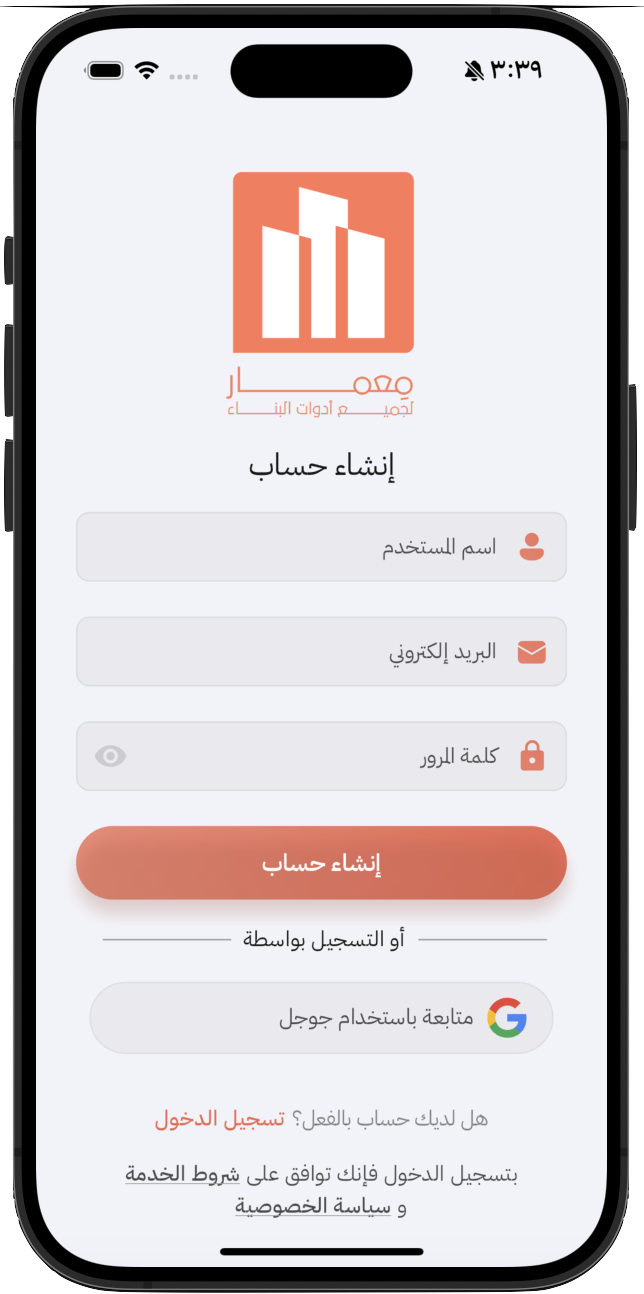 ٣:٣٩
مِعمار
لجميع أدوات البناء
إنشاء حساب
اسم المستخدم
البريد إلكتروني
كلمة المرور
إنشاء حساب
أو التسجيل بواسطة
متابعة باستخدام جوجل
هل لديك حساب بالفعل؟ تسجيل الدخول
بتسجيل الدخول فإنك توافق على شروط الخدمة
و سياسة الخصوصية